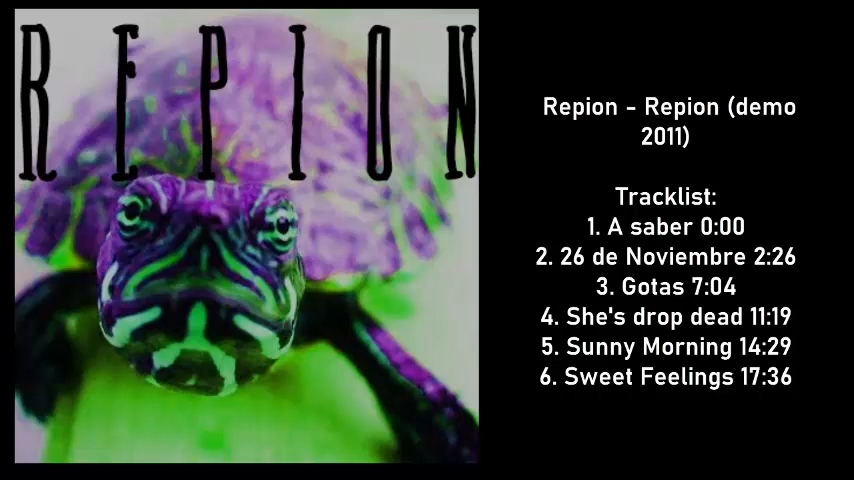 REPION
Repion - Repion (demo
2011)
Tracklist:
1. A saber 0:00
2. 26 de Noviembre 2:26
3. Gotas 7:04
4. She's drop dead 11:19
5. Sunny Morning 14:29
6. Sweet Feelings 17:36